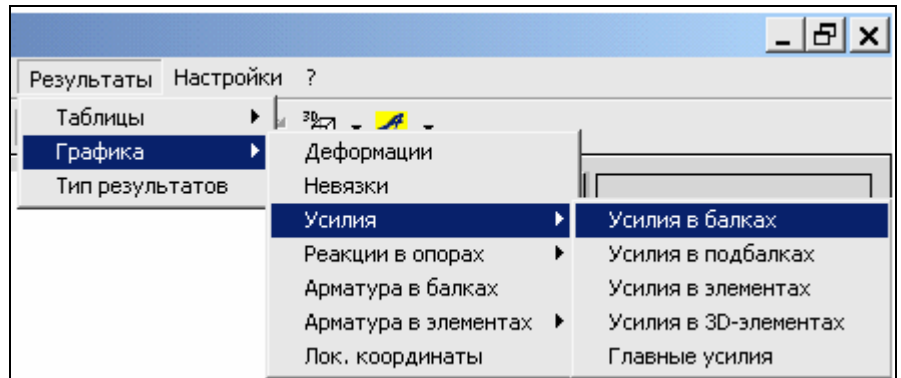 Результаты Настройки ?
Таблицы
3D
Графика
Деформации
Тип результатов
Невязки
Усилия
Усилия в балках
Реакции в опорах
Усилия в подбалках
Арматура в балках
Усилия в элементах
Арматура в элементах
Усилия в 3D-элементах
Лок. координаты
Главные усилия